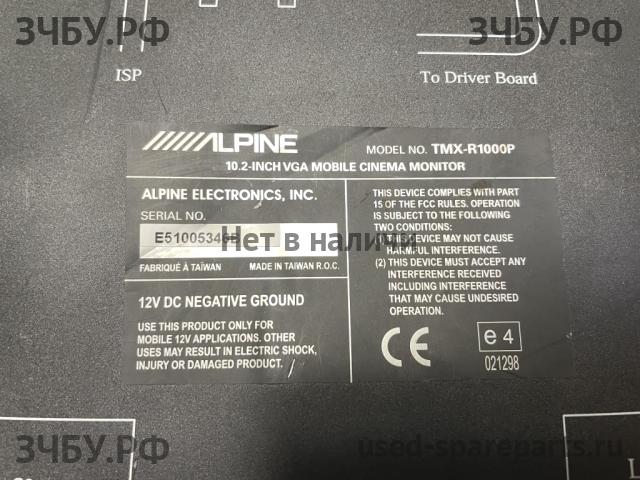 ЗЧБУ.РФ
ЗЧБУ.РФ
ISP
To Driver Board
ALPINE
MODEL NO. TMX-R1000P
10.2-INCH VGA MOBILE CINEMA MONITOR
ALPINE ELECTRONICS, INC.
SERIAL NO.
E5100534
FABRIQUÉ À TAÏWAN
MADE IN TAIWAN R.O.C.
12V DC NEGATIVE GROUND
USE THIS PRODUCT ONLY FOR
MOBILE 12V APPLICATIONS. OTHER
USES MAY RESULT IN ELECTRIC SHOCK,
INJURY OR DAMAGED PRODUCT.
THIS DEVICE COMPLIES WITH PART
15 OF THE FCC RULES. OPERATION
IS SUBJECT TO THE FOLLOWING
TWO CONDITIONS:
(1) THIS DEVICE MAY NOT CAUSE
HARMFUL INTERFERENCE.
(2) THIS DEVICE MUST ACCEPT ANY
INTERFERENCE RECEIVED
INCLUDING INTERFERENCE
THAT MAY CAUSE UNDESIRED
OPERATION.
CE
e4
021298
Нет в наличии
ЗЧБУ.РФ
used-spareparts.ru
L